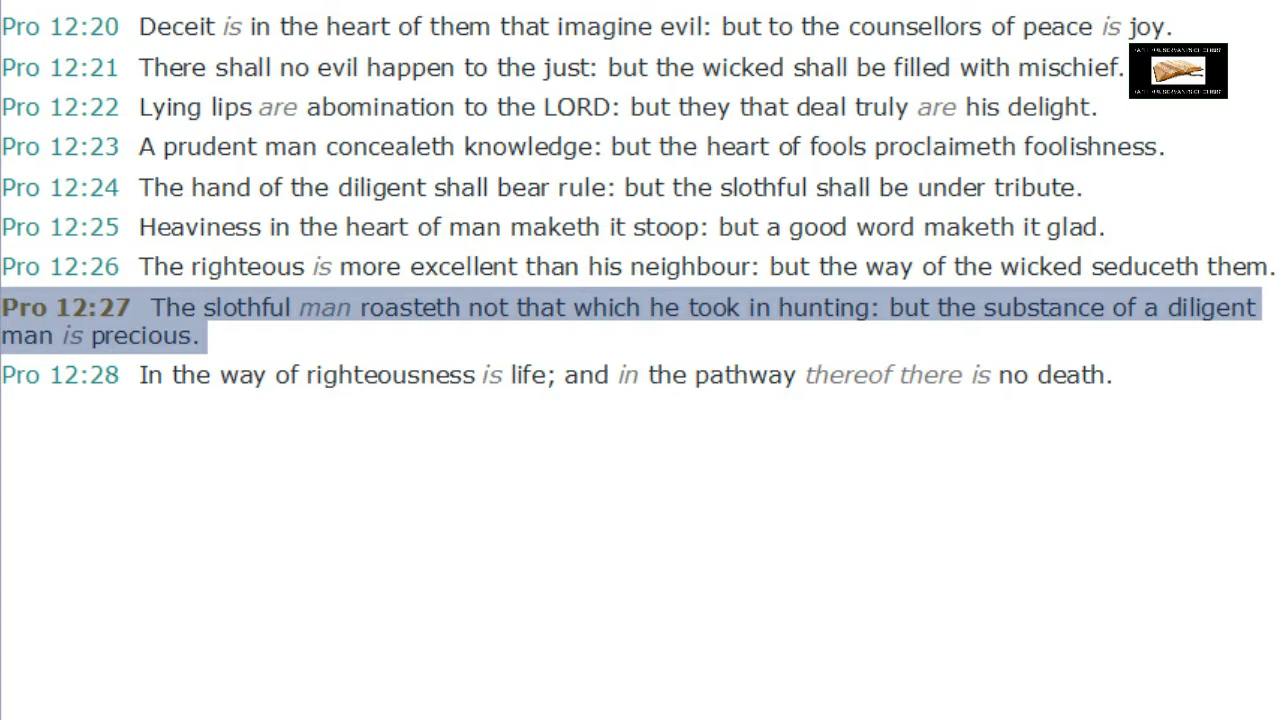 Pro 12:20 Deceit is in the heart of them that imagine evil: but to the counsellors of peace is joy.
Pro 12:21 There shall no evil happen to the just: but the wicked shall be filled with mischief.
Pro 12:22 Lying lips are abomination to the LORD: but they that deal truly are his delight.
Pro 12:23 A prudent man concealeth knowledge: but the heart of fools proclaimeth foolishness.
Pro 12:24 The hand of the diligent shall bear rule: but the slothful shall be under tribute.
Pro 12:25 Heaviness in the heart of man maketh it stoop: but a good word maketh it glad.
Pro 12:26 The righteous is more excellent than his neighbour: but the way of the wicked seduceth them.
Pro 12:27 The slothful man roasteth not that which he took in hunting: but the substance of a diligent
man is precious.
Pro 12:28 In the way of righteousness is life; and in the pathway thereof there is no death.